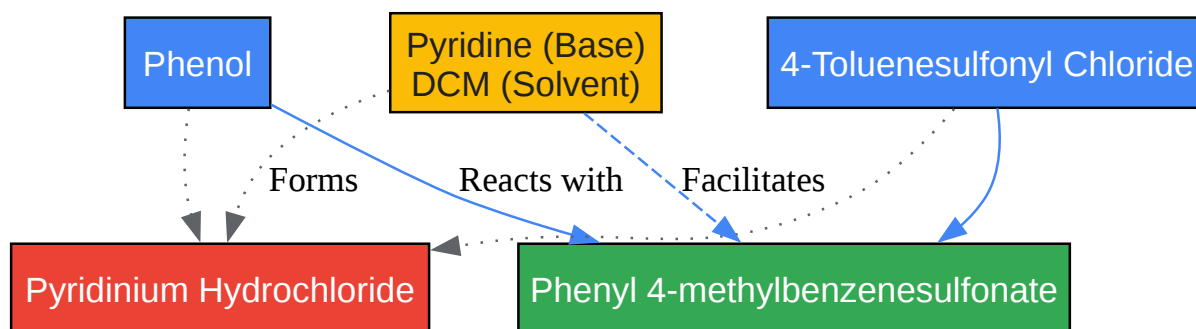 Phenol
Pyridine (Base)
DCM (Solvent)
4-Toluenesulfonyl Chloride
Forms
Reacts with
Facilitates
Pyridinium Hydrochloride
Phenyl 4-methylbenzenesulfonate